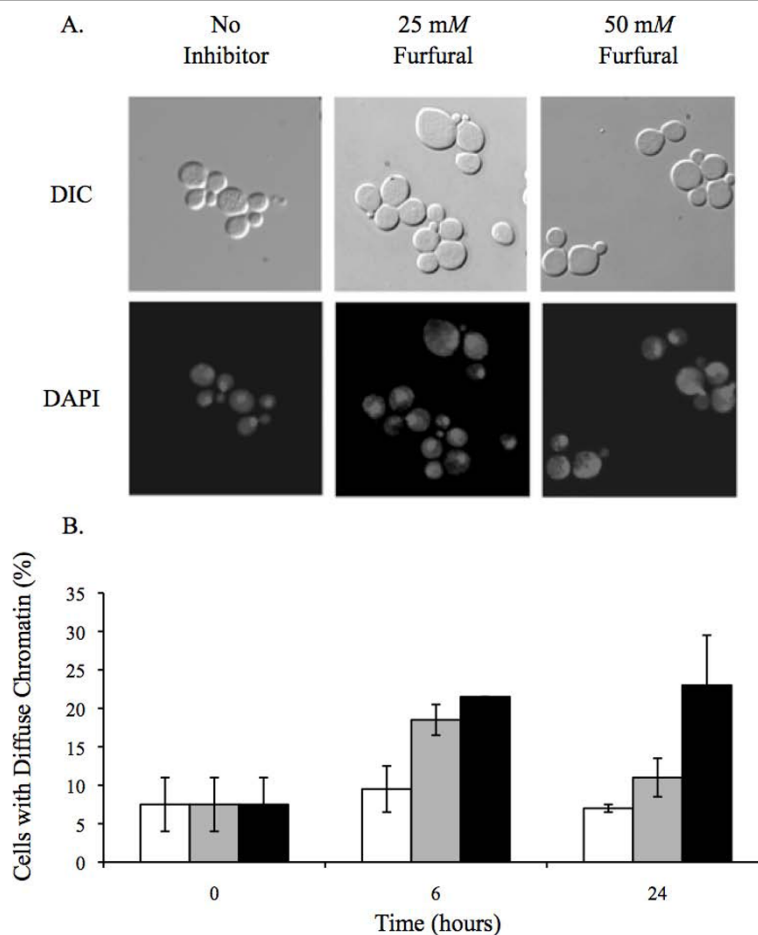 A.
No
Inhibitor
25 mM
Furfural
50 mM
Furfural
DIC
DAPI
B.
Cells with Diffuse Chromatin (%)
35
30
25
20
15
10
5
0
0
6
24
Time (hours)